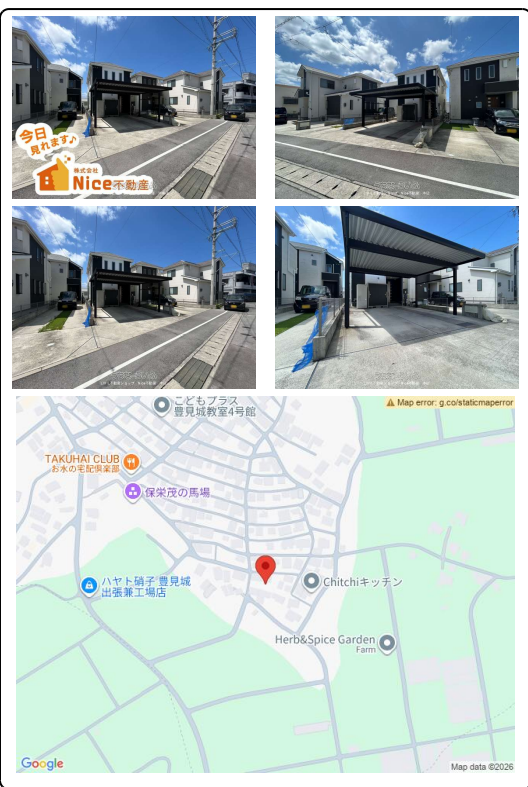 今日
見れます♪
株式会社
Nice不動産
こどもプラス
豊見城教室4号館
⚠ Map error: g.co/staticmaperror
TAKUHAI CLUB
お水の宅配倶楽部
保栄茂の馬場
ハヤト硝子 豊見城
出張兼工場店
Chitchiキッチン
Herb&Spice Garden
Farm
Google
Map data ©2026